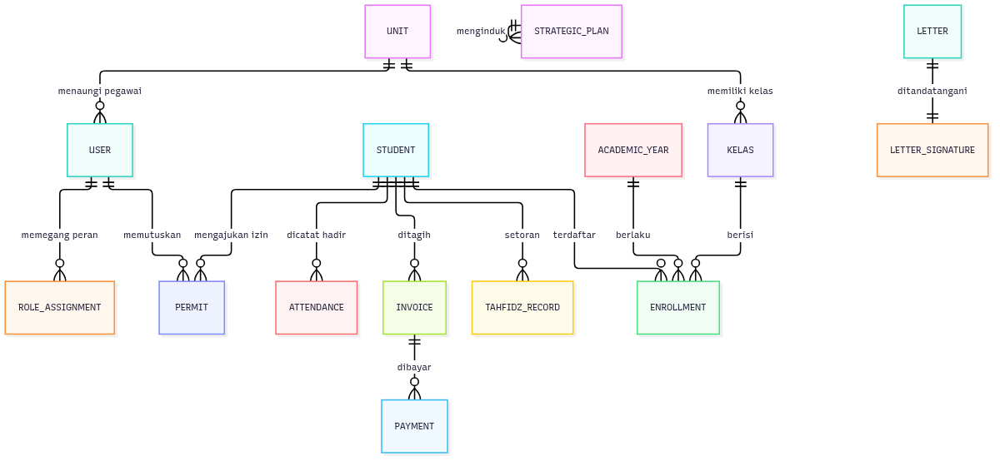 UNIT
menginduk
STRATEGIC_PLAN
LETTER
menaungi pegawai
memiliki kelas
ditandatangani
USER
STUDENT
ACADEMIC_YEAR
KELAS
LETTER_SIGNATURE
memegang peran
memutuskan
mengajukan izin
dicatat hadir
ditagih
setoran
terdaftar
berlaku
berisi
ROLE_ASSIGNMENT
PERMIT
ATTENDANCE
INVOICE
TAHFIDZ_RECORD
ENROLLMENT
dibayar
PAYMENT